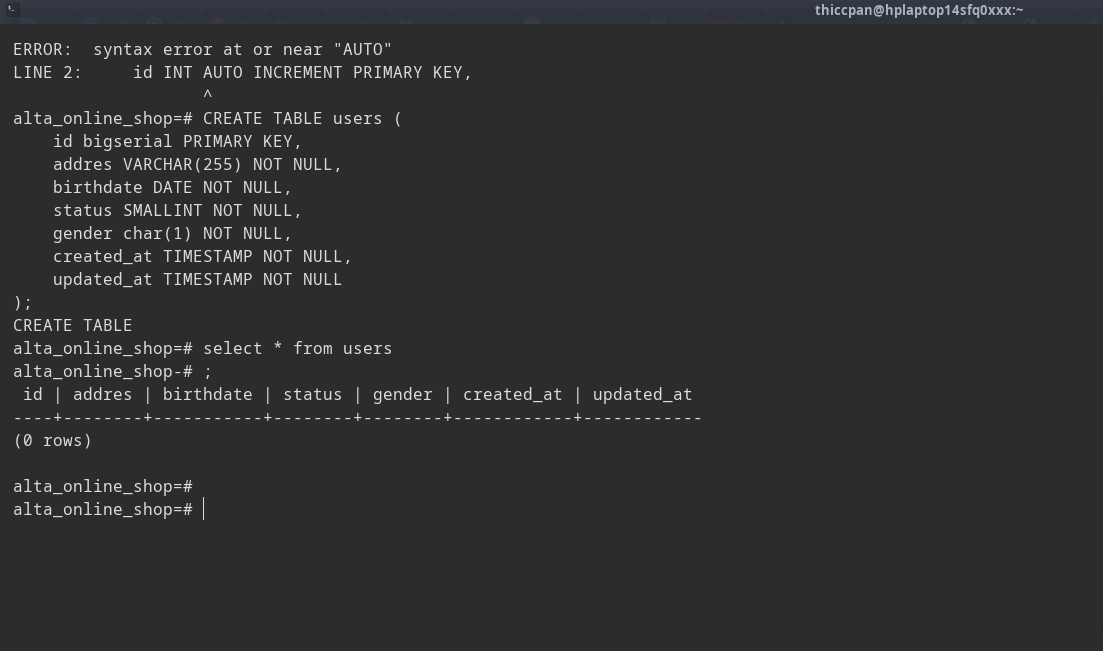 thiccpan@hplaptop14sfq0xxx:~
ERROR:  syntax error at or near "AUTO"
LINE 2:     id INT AUTO INCREMENT PRIMARY KEY,
                   ^
alta_online_shop=# CREATE TABLE users (
    id bigserial PRIMARY KEY,
    addres VARCHAR(255) NOT NULL,
    birthdate DATE NOT NULL,
    status SMALLINT NOT NULL,
    gender char(1) NOT NULL,
    created_at TIMESTAMP NOT NULL,
    updated_at TIMESTAMP NOT NULL
);
CREATE TABLE
alta_online_shop=# select * from users
alta_online_shop-# ;
 id | addres | birthdate | status | gender | created_at | updated_at
----+--------+-----------+--------+--------+------------+------------
(0 rows)

alta_online_shop=#
alta_online_shop=#